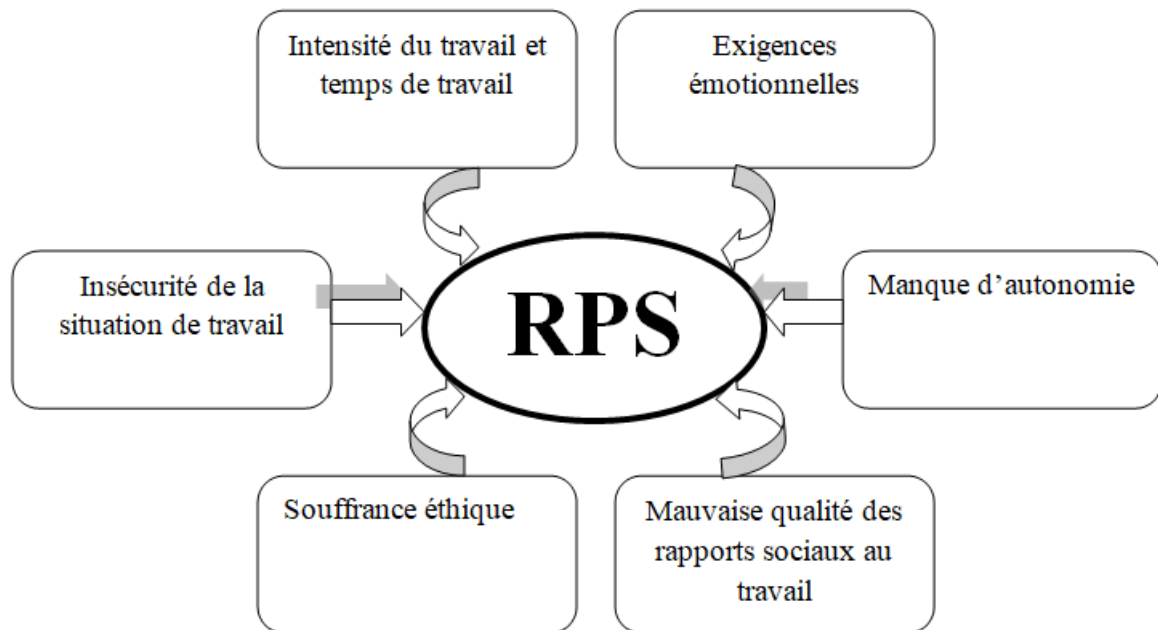 Intensité du travail et
temps de travail
Exigences
émotionnelles
Insécurité de la
situation de travail
RPS
Manque d’autonomie
Souffrance éthique
Mauvaise qualité des
rapports sociaux au
travail